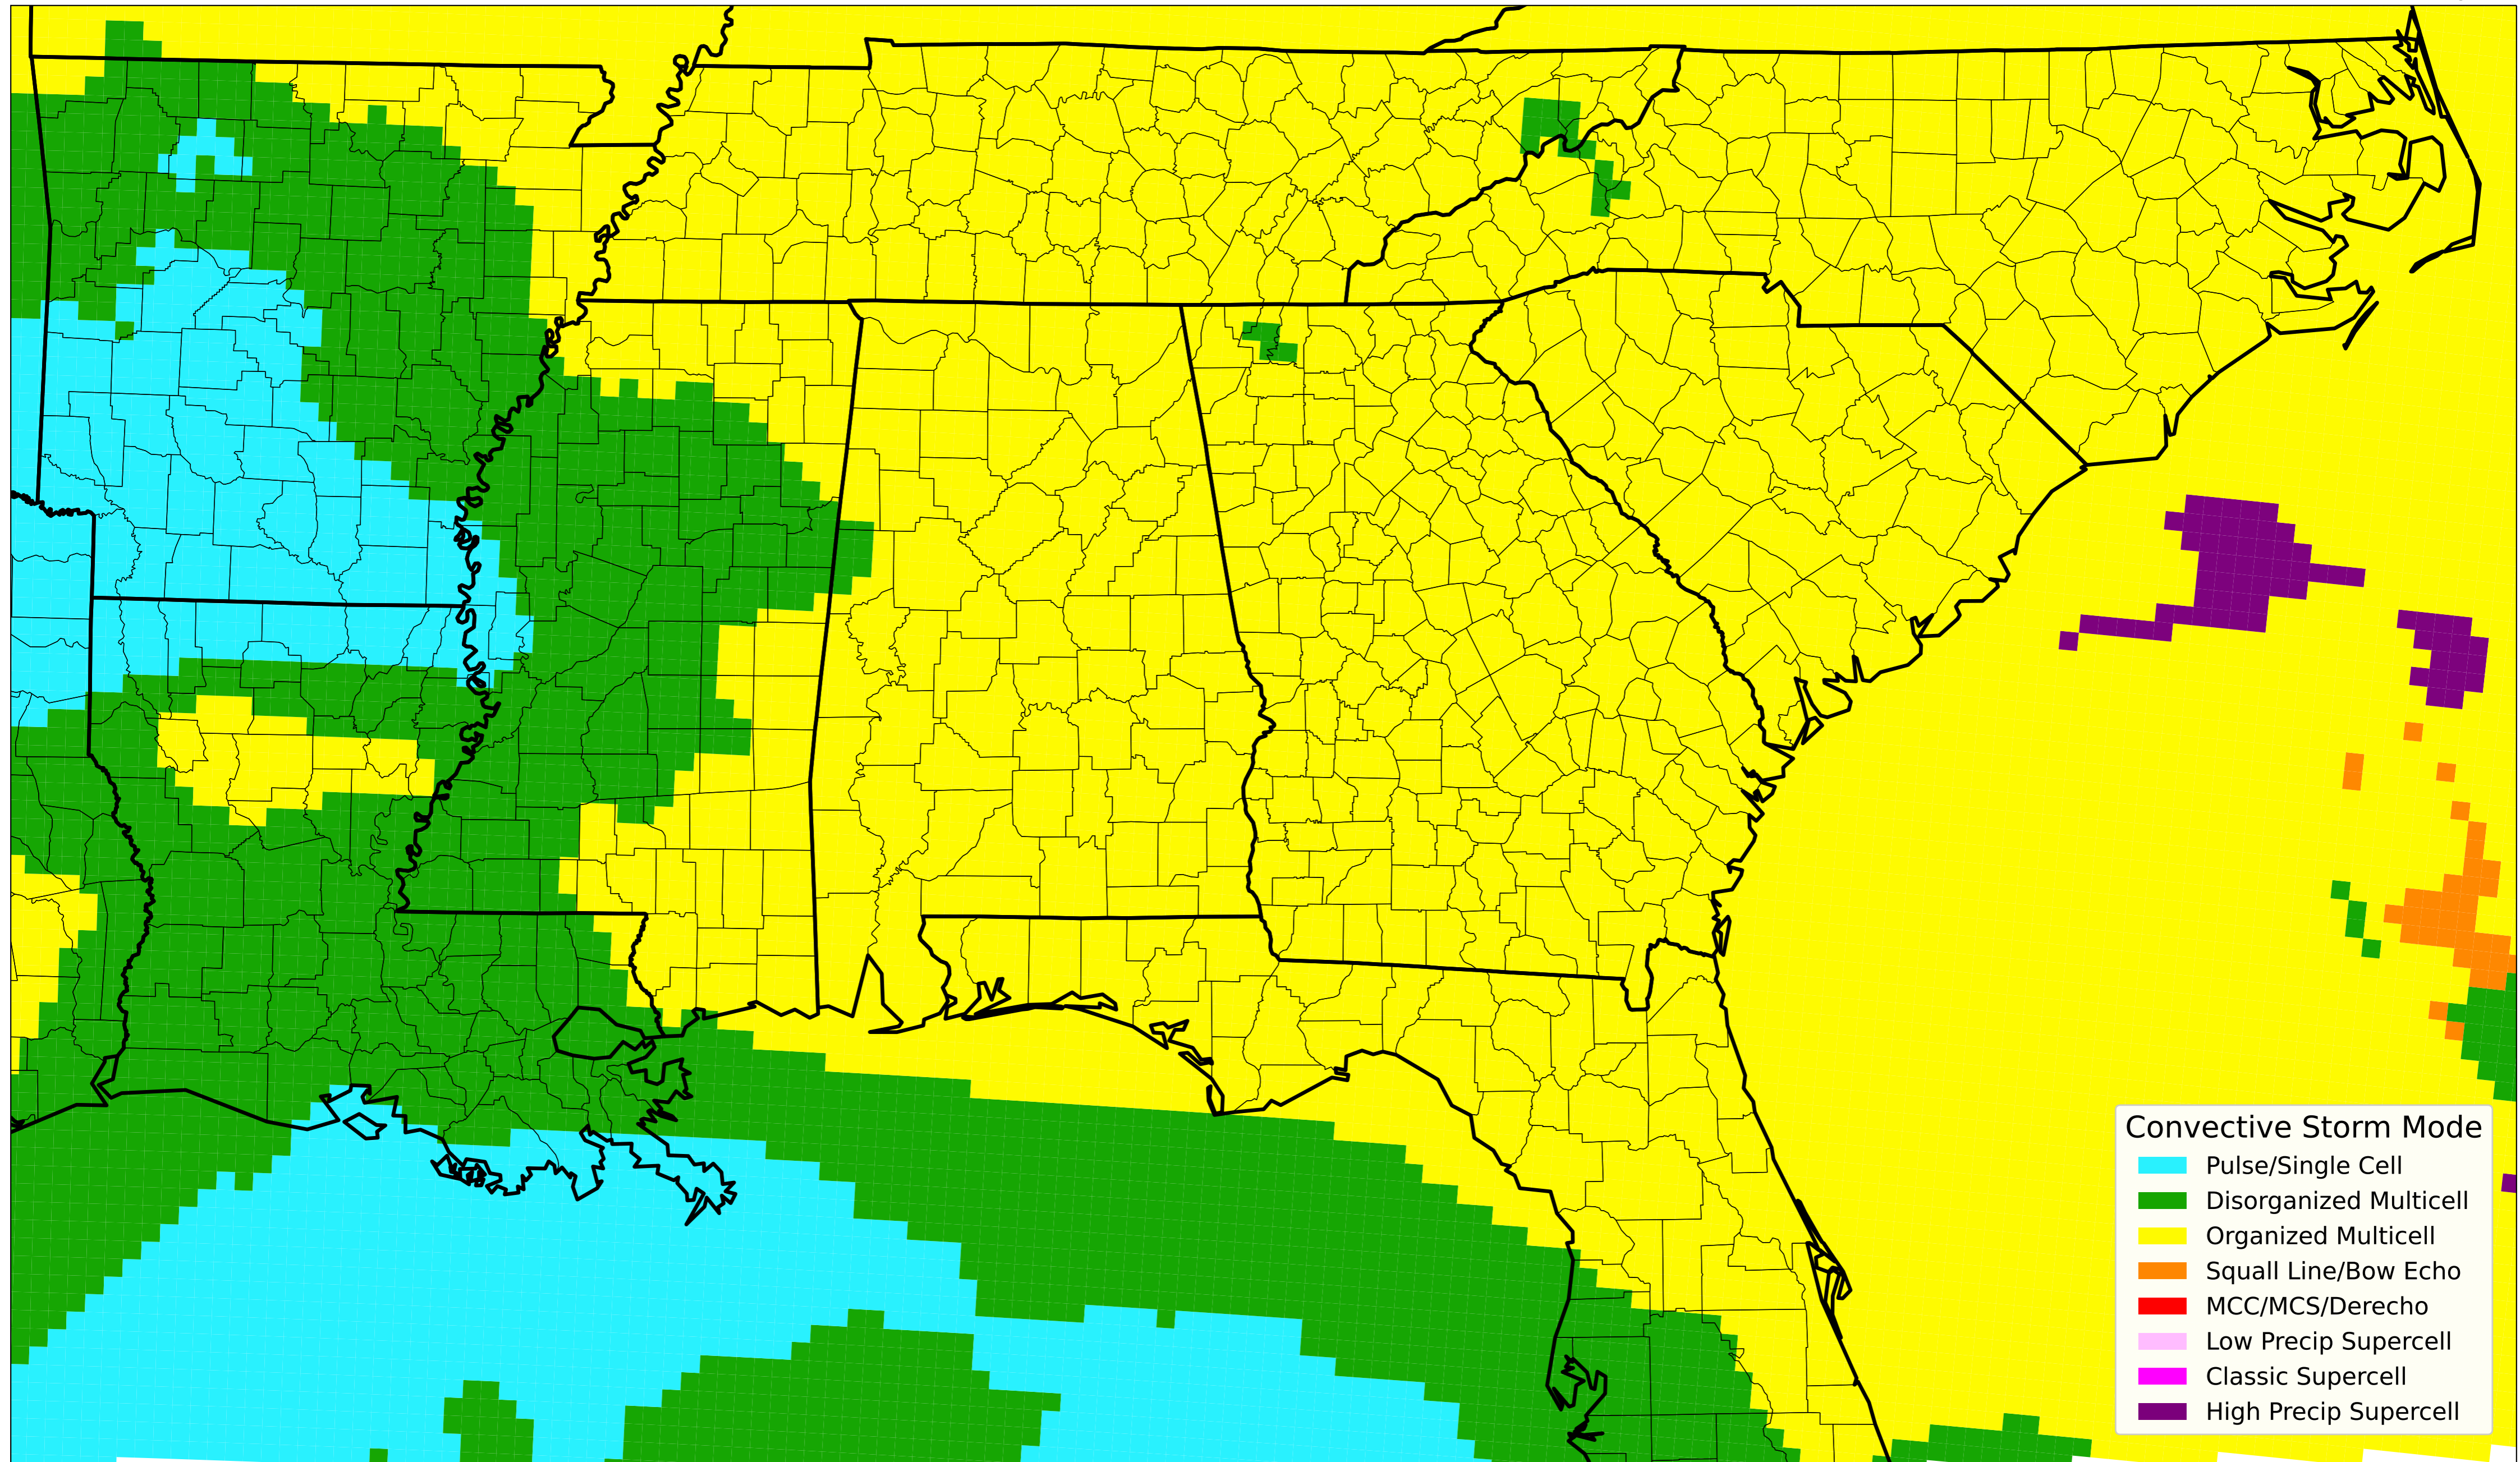 Convective Storm Mode
Pulse/Single Cell
Disorganized Multicell
Organized Multicell
Squall Line/Bow Echo
MCC/MCS/Derecho
Low Precip Supercell
Classic Supercell
High Precip Supercell